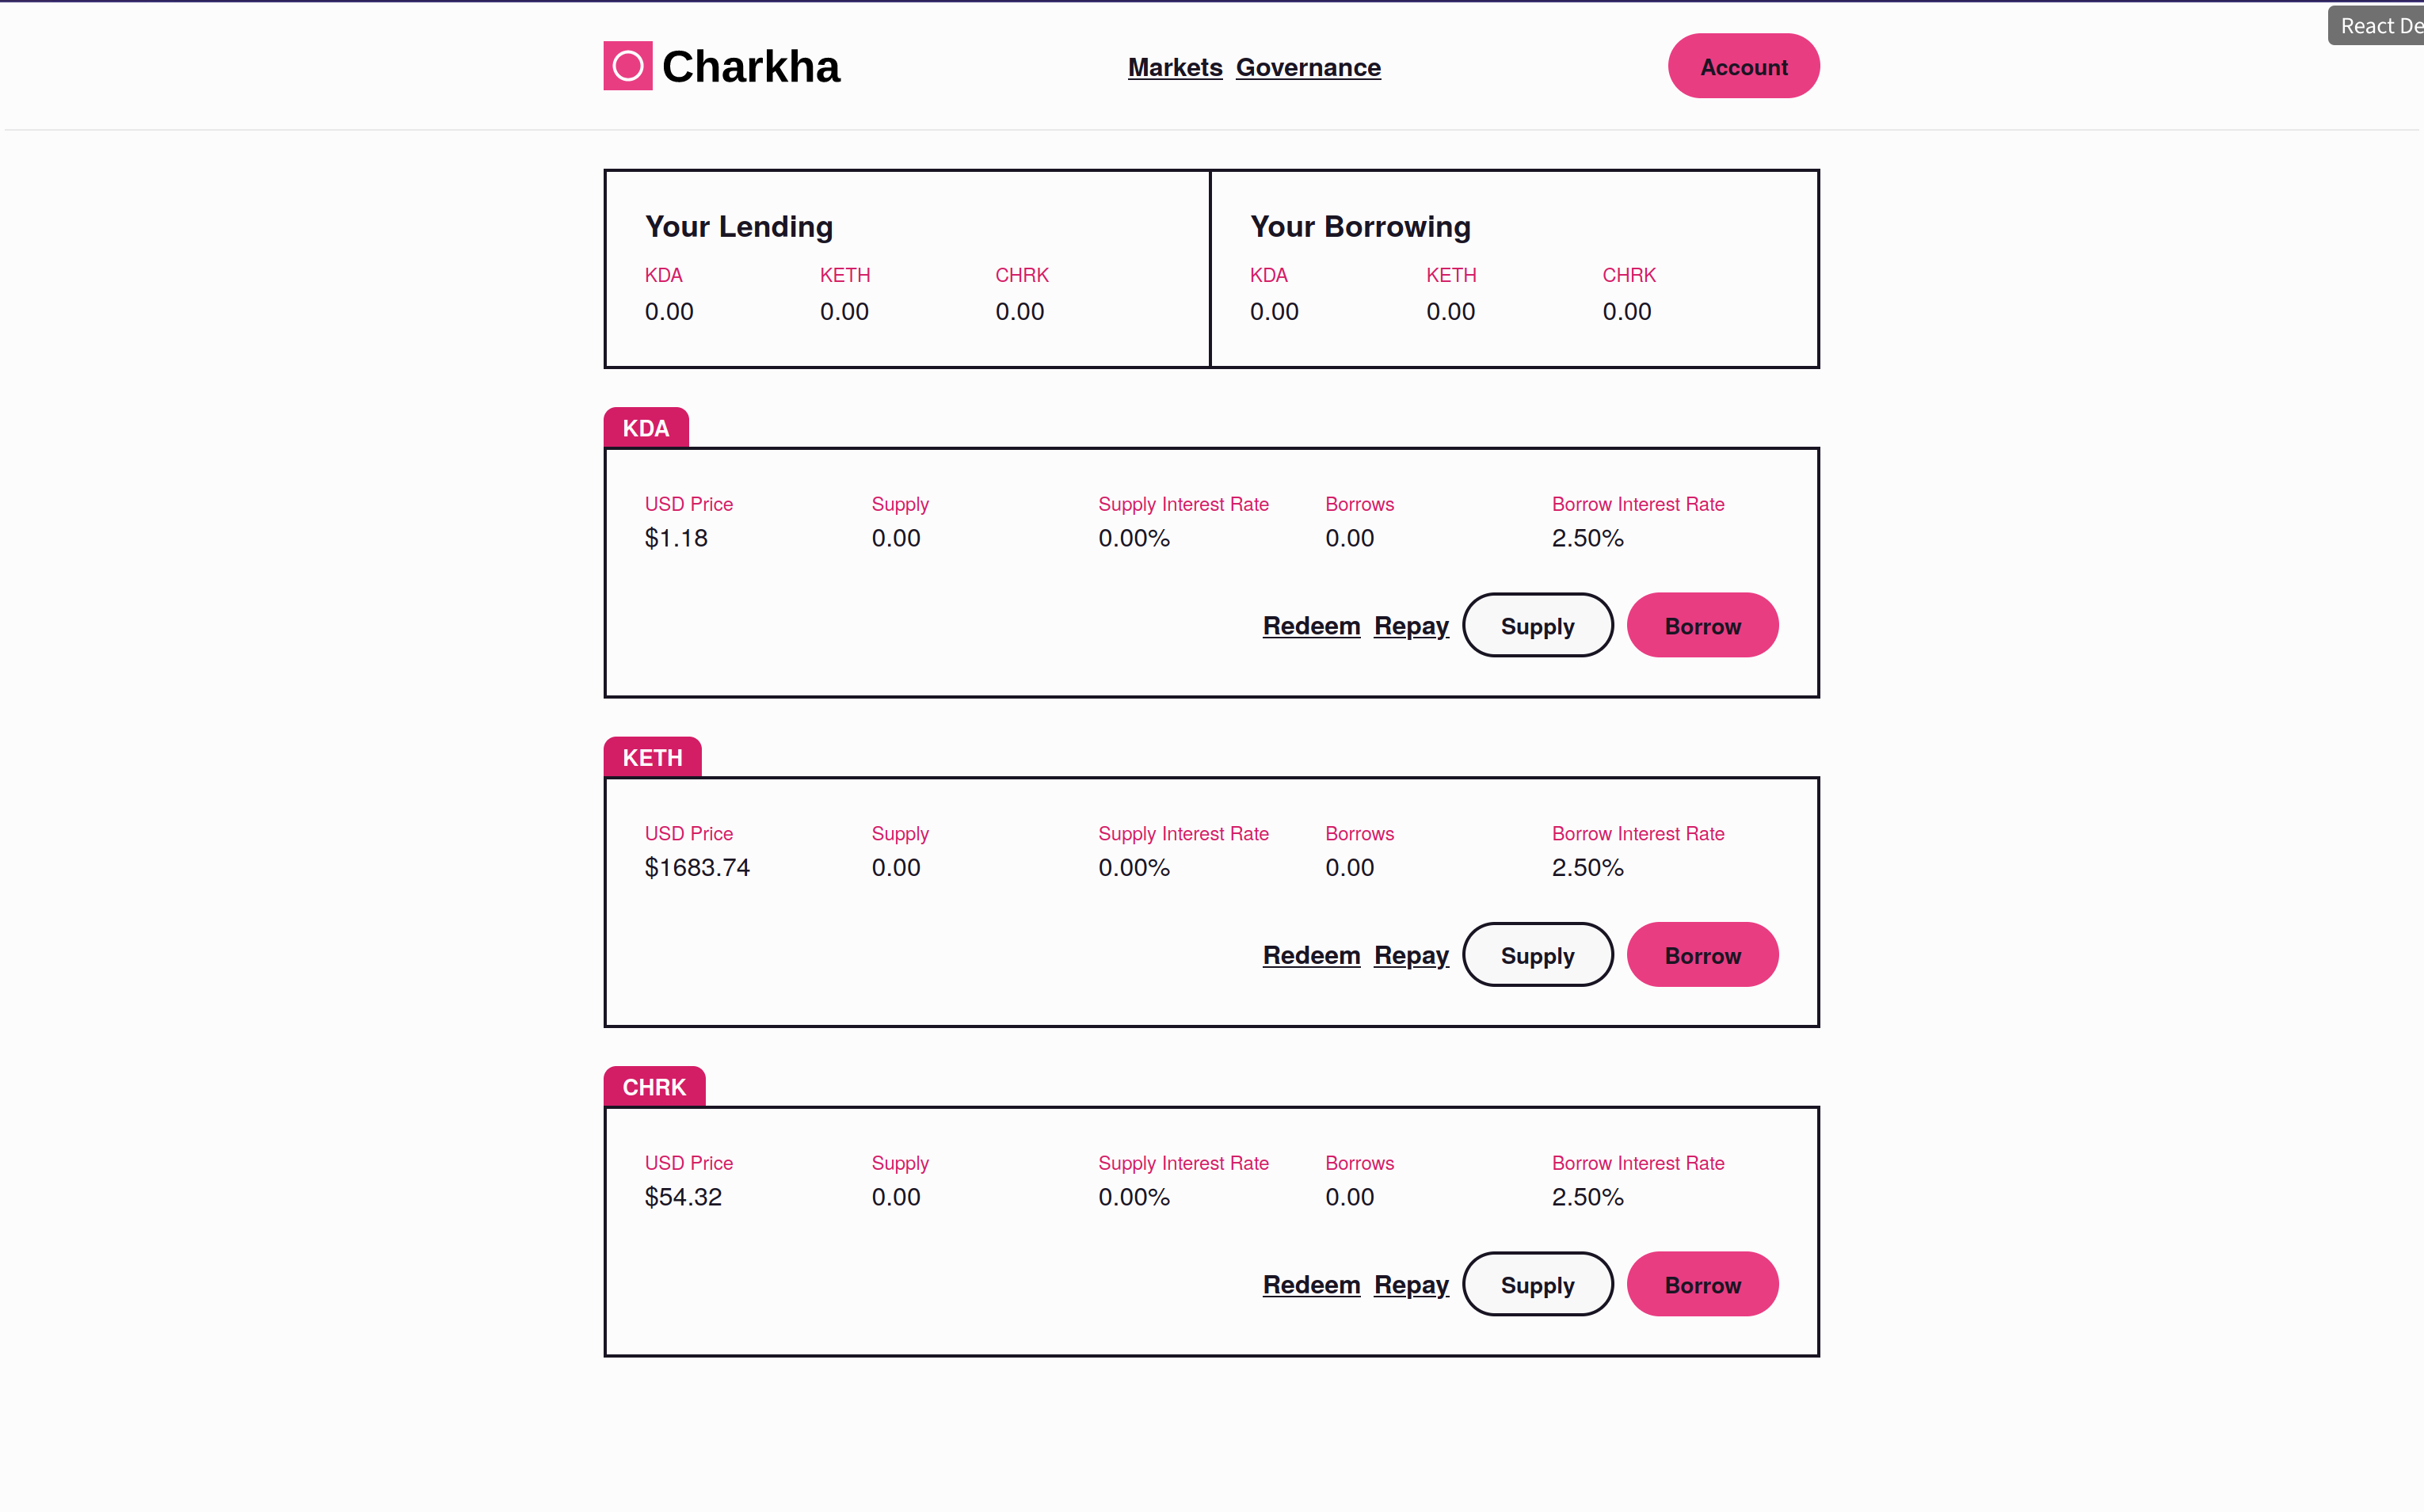 React De
Charkha Markets Governance Account
Your Lending
KDA KETH CHRK
0.00 0.00 0.00
Your Borrowing
KDA KETH CHRK
0.00 0.00 0.00
KDA
USD Price Supply Supply Interest Rate Borrows Borrow Interest Rate
$1.18 0.00 0.00% 0.00 2.50%
Redeem Repay Supply Borrow
KETH
USD Price Supply Supply Interest Rate Borrows Borrow Interest Rate
$1683.74 0.00 0.00% 0.00 2.50%
Redeem Repay Supply Borrow
CHRK
USD Price Supply Supply Interest Rate Borrows Borrow Interest Rate
$54.32 0.00 0.00% 0.00 2.50%
Redeem Repay Supply Borrow